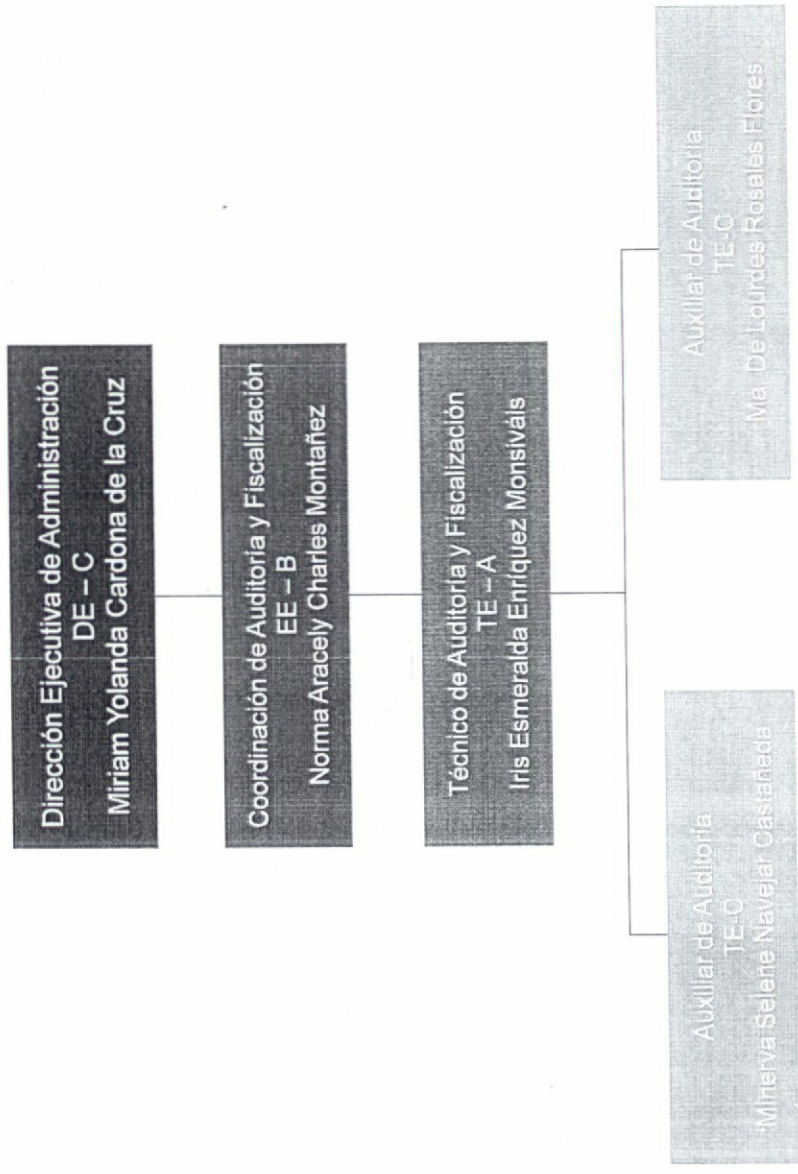 Dirección Ejecutiva de Administración
DE – C
Miriam Yolanda Cardona de la Cruz
Coordinación de Auditoría y Fiscalización
EE – B
Norma Aracely Charles Montañez
Técnico de Auditoría y Fiscalización
TE – A
Iris Esmeralda Enríquez Monsiváis
Auxiliar de Auditoría
TE-C
Minerva Selene Navejar Castañeda
Auxiliar de Auditoría
TE-C
Ma. De Lourdes Rosales Flores